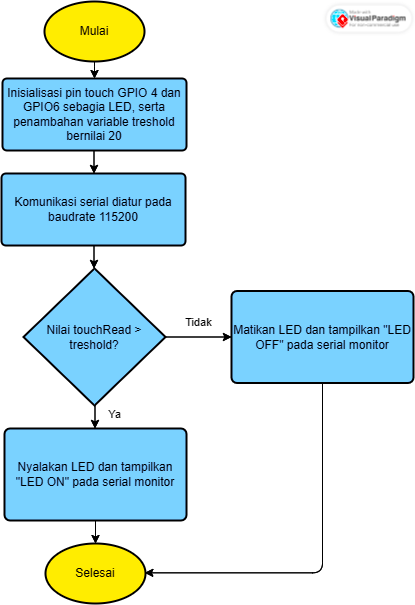 Made with
VisualParadigm
For non-commercial use
Mulai
Inisialisasi pin touch GPIO 4 dan
GPIO6 sebagia LED, serta
penambahan variable treshold
bernilai 20
Komunikasi serial diatur pada
baudrate 115200
Nilai touchRead >
treshold?
Tidak
Matikan LED dan tampilkan "LED
OFF" pada serial monitor
Ya
Nyalakan LED dan tampilkan
"LED ON" pada serial monitor
Selesai